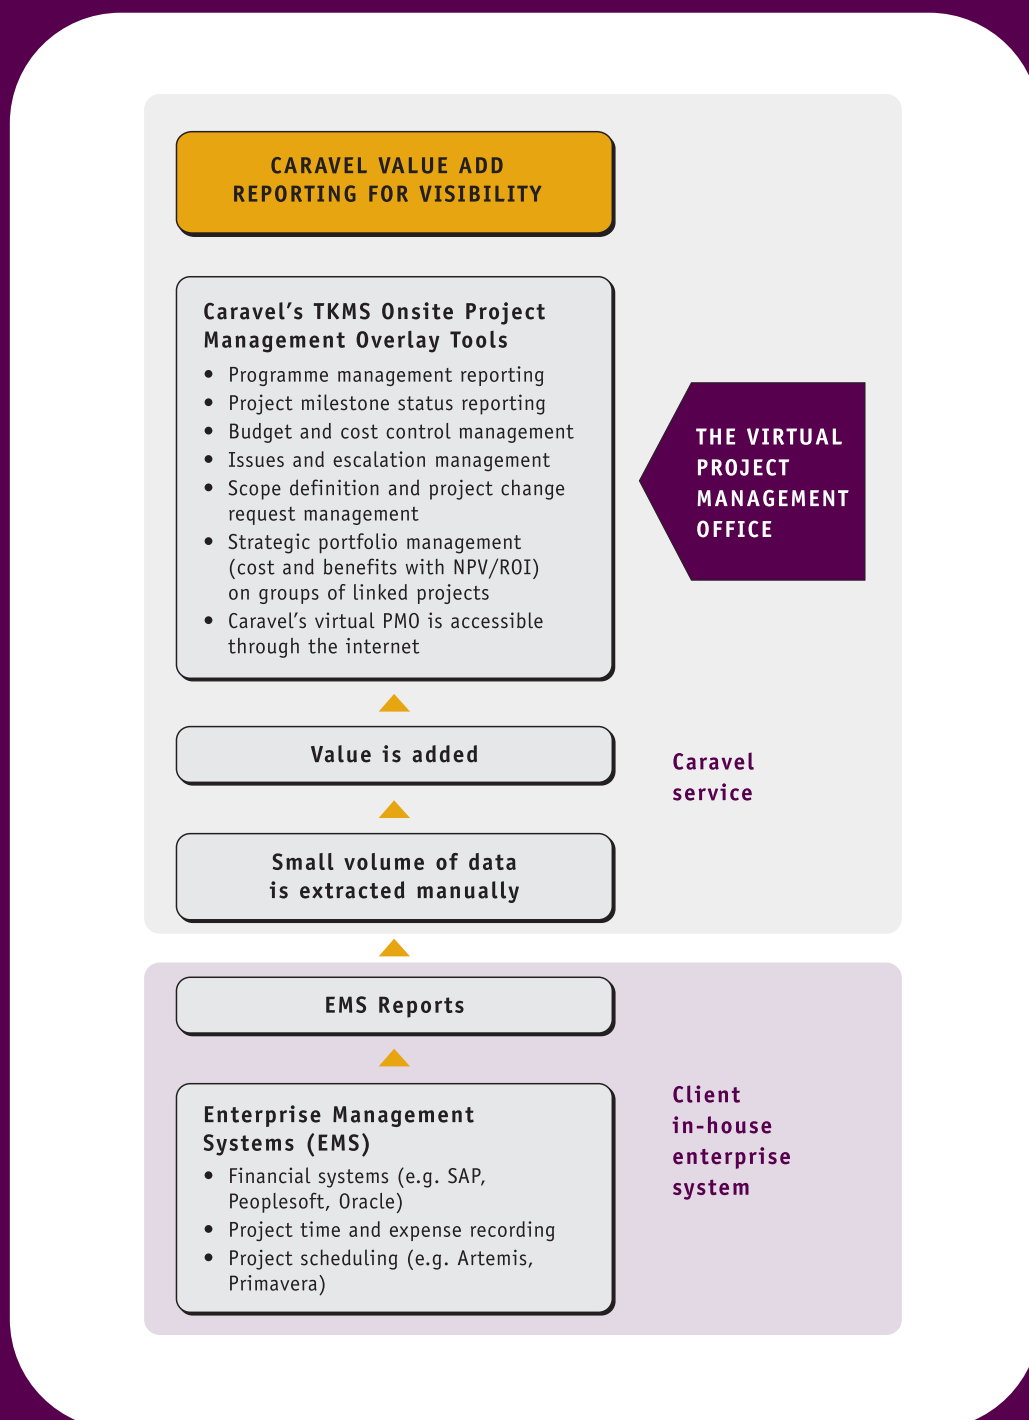 CARAVEL VALUE ADD
REPORTING FOR VISIBILITY
Caravel’s TKMS Onsite Project
Management Overlay Tools
• Programme management reporting
• Project milestone status reporting
• Budget and cost control management
• Issues and escalation management
• Scope definition and project change
request management
• Strategic portfolio management
(cost and benefits with NPV/ROI)
on groups of linked projects
• Caravel’s virtual PMO is accessible
through the internet
THE VIRTUAL
PROJECT
MANAGEMENT
OFFICE
Value is added
Caravel
service
Small volume of data
is extracted manually
EMS Reports
Enterprise Management
Systems (EMS)
• Financial systems (e.g. SAP,
Peoplesoft, Oracle)
• Project time and expense recording
• Project scheduling (e.g. Artemis,
Primavera)
Client
in-house
enterprise
system